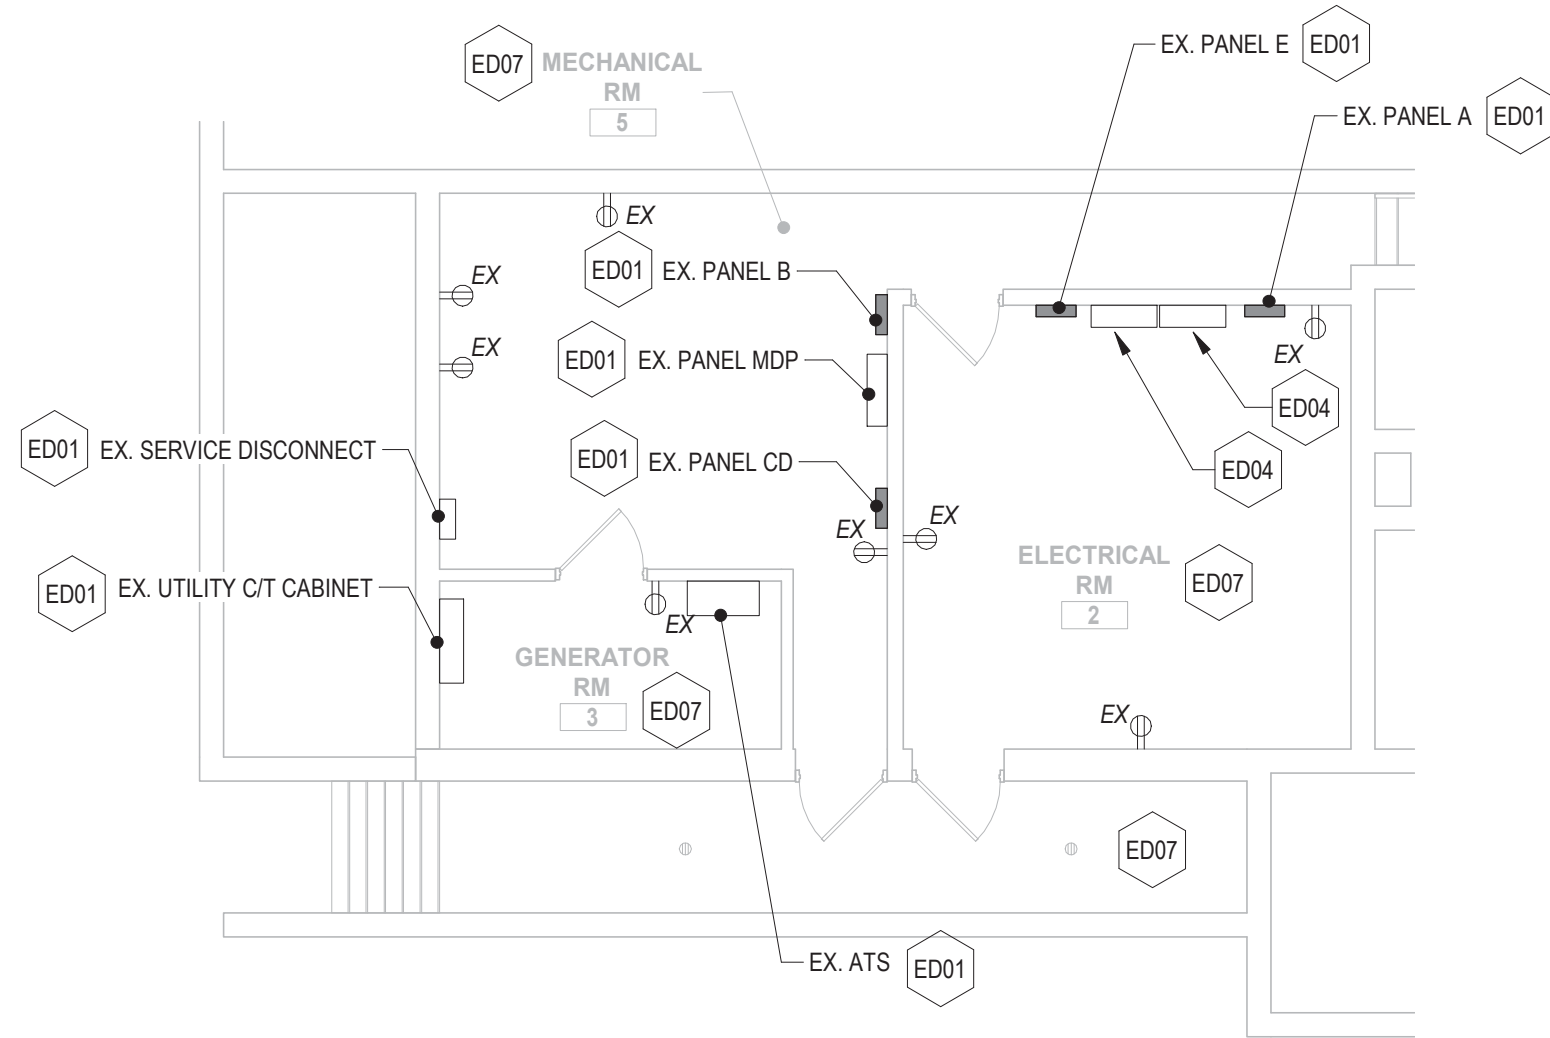 EX. PANEL E ED01
ED07 MECHANICAL
RM
5
EX. PANEL A ED01
EX
ED01 EX. PANEL B
EX
EX
EX
ED01 EX. PANEL MDP
ED04
ED01 EX. SERVICE DISCONNECT
ED01 EX. PANEL CD
ED04
EX
EX
ELECTRICAL
RM
2
ED07
ED01 EX. UTILITY C/T CABINET
EX
GENERATOR
RM
3
ED07
EX
ED07
EX. ATS ED01